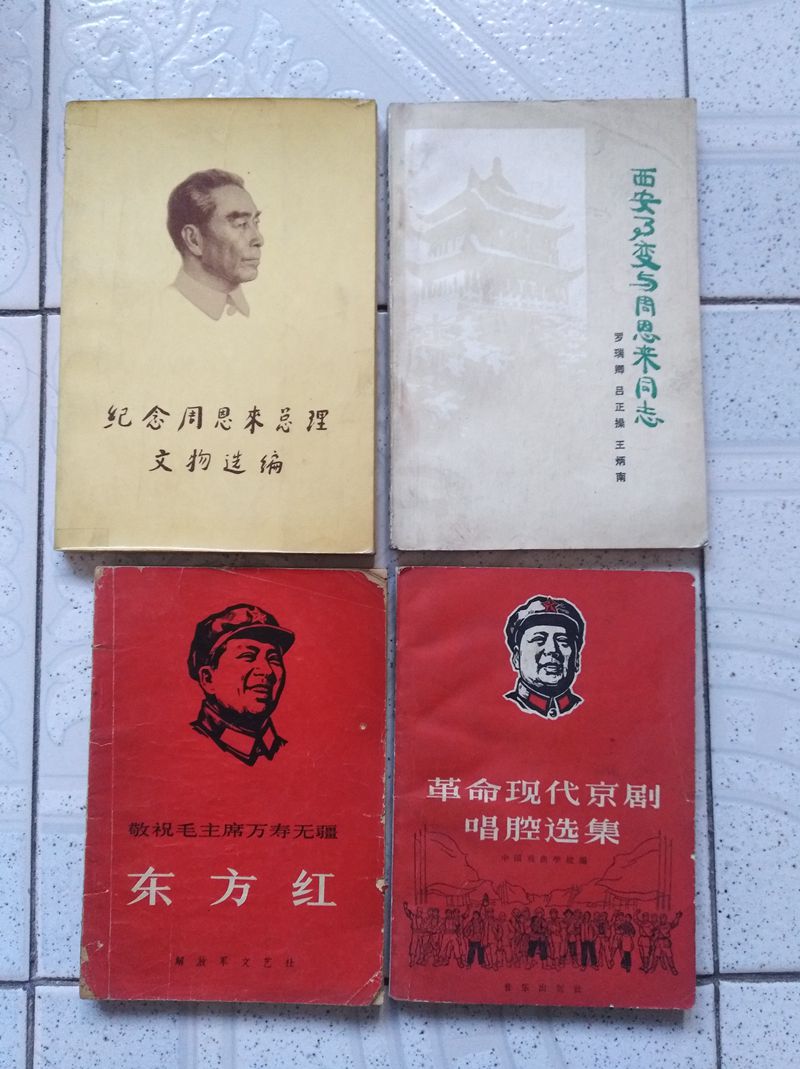 纪念周恩来总理
文物选编
西安事变与周恩来同志
罗瑞卿 吕正操 王炳南
敬祝毛主席万寿无疆
东方红
解放军文艺社
革命现代京剧
唱腔选集
中国戏曲学校编
音乐出版社